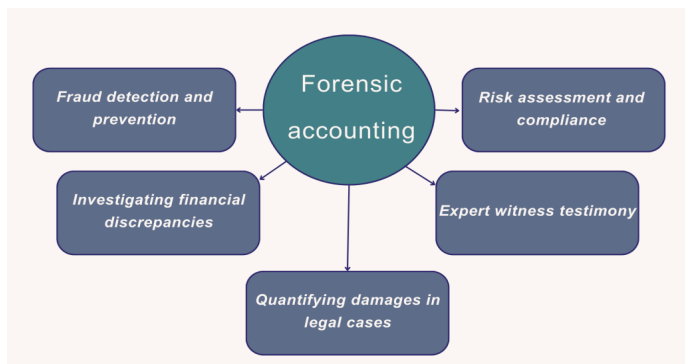 Forensic
accounting
Fraud detection and
prevention
Risk assessment and
compliance
Investigating financial
discrepancies
Expert witness testimony
Quantifying damages in
legal cases